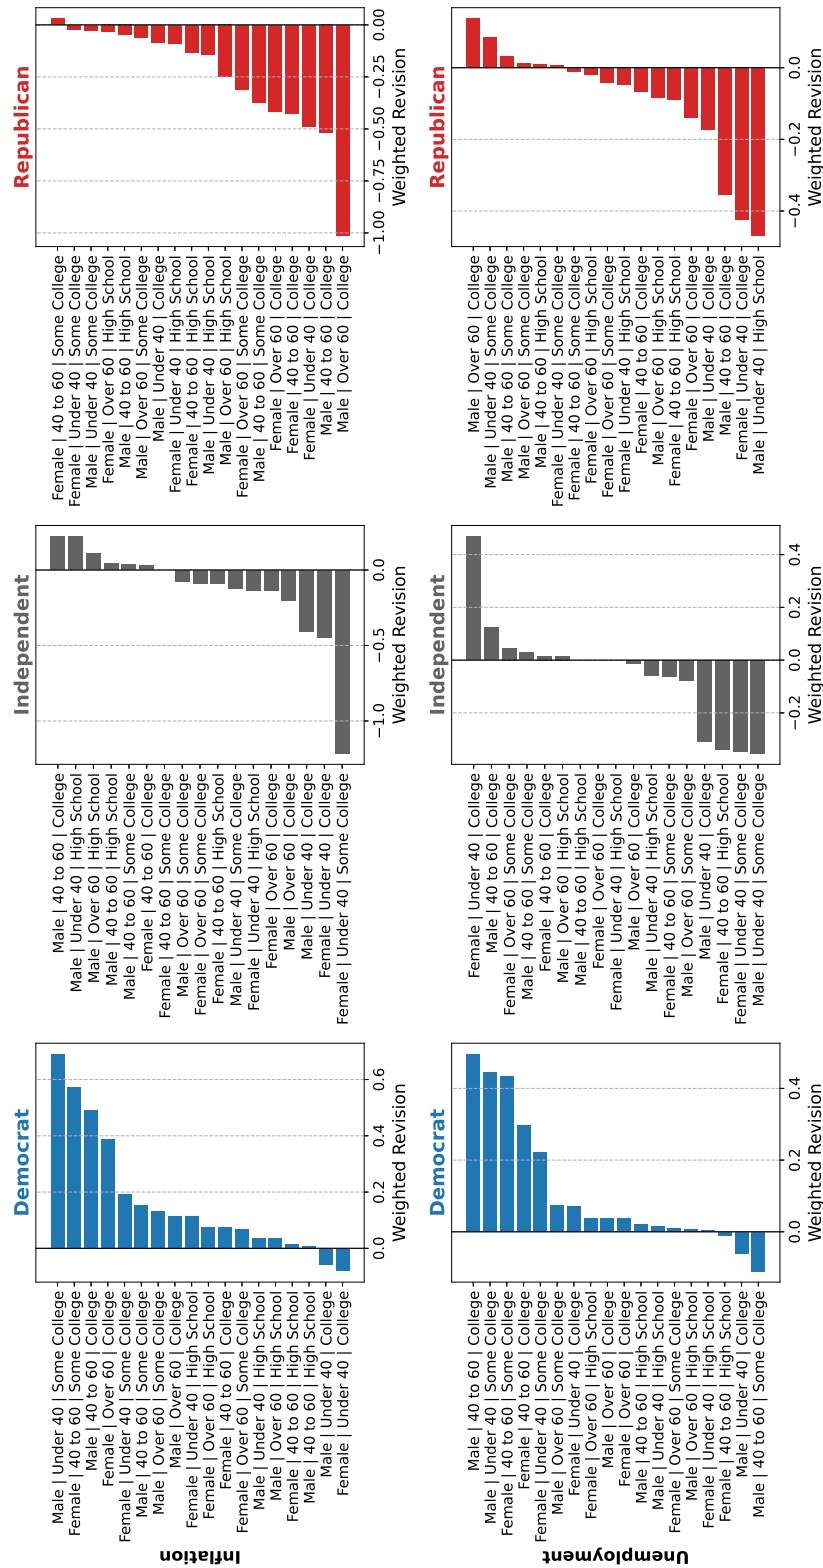 Inflation
Democrat
Male | Under 40 | Some College
Female | 40 to 60 | Some College
Male | 40 to 60 | College
Female | Over 60 | College
Female | Under 40 | Some College
Male | 40 to 60 | Some College
Male | Over 60 | Some College
Male | Over 60 | College
Female | Under 40 | High School
Female | Over 60 | High School
Female | 40 to 60 | College
Female | Over 60 | Some College
Male | Under 40 | High School
Male | Over 60 | High School
Female | 40 to 60 | High School
Male | 40 to 60 | High School
Male | Under 40 | College
Female | Under 40 | College
0.0 0.2 0.4 0.6
Weighted Revision
Independent
Male | 40 to 60 | College
Male | Under 40 | High School
Male | Over 60 | High School
Male | 40 to 60 | High School
Male | 40 to 60 | Some College
Female | 40 to 60 | College
Female | 40 to 60 | Some College
Male | Over 60 | Some College
Female | Over 60 | Some College
Female | 40 to 60 | High School
Male | Under 40 | Some College
Female | Under 40 | High School
Female | Over 60 | College
Male | Over 60 | College
Male | Under 40 | College
Female | Under 40 | College
Female | Under 40 | Some College
−1.0 −0.5 0.0
Weighted Revision
Republican
Female | 40 to 60 | Some College
Female | Under 40 | Some College
Male | Under 40 | Some College
Female | Over 60 | High School
Male | 40 to 60 | High School
Male | Over 60 | Some College
Male | Under 40 | College
Female | Under 40 | High School
Female | 40 to 60 | High School
Male | Under 40 | High School
Male | Over 60 | High School
Female | Over 60 | Some College
Male | 40 to 60 | Some College
Female | Over 60 | College
Female | 40 to 60 | College
Female | Under 40 | College
Male | 40 to 60 | College
Male | Over 60 | College
−1.00 −0.75 −0.50 −0.25 0.00
Weighted Revision
Unemployment
Democrat
Male | 40 to 60 | College
Male | Under 40 | Some College
Female | 40 to 60 | Some College
Female | 40 to 60 | College
Female | Under 40 | Some College
Male | Over 60 | Some College
Female | Under 40 | College
Female | Over 60 | High School
Male | Under 40 | High School
Female | Over 60 | College
Male | 40 to 60 | High School
Male | Over 60 | High School
Female | Over 60 | Some College
Male | Over 60 | College
Female | Under 40 | High School
Female | 40 to 60 | High School
Male | Under 40 | College
Male | 40 to 60 | Some College
0.0 0.2 0.4
Weighted Revision
Independent
Female | Under 40 | College
Male | 40 to 60 | College
Female | Over 60 | Some College
Male | 40 to 60 | Some College
Female | 40 to 60 | College
Male | Over 60 | High School
Female | Under 40 | High School
Female | Over 60 | College
Male | 40 to 60 | High School
Male | Over 60 | College
Male | Under 40 | High School
Female | 40 to 60 | Some College
Male | Over 60 | Some College
Male | Under 40 | College
Female | 40 to 60 | High School
Female | Under 40 | Some College
Male | Under 40 | Some College
−0.2 0.0 0.2 0.4
Weighted Revision
Republican
Male | Over 60 | College
Male | Under 40 | Some College
Male | 40 to 60 | Some College
Male | Over 60 | Some College
Male | 40 to 60 | High School
Female | Under 40 | Some College
Female | 40 to 60 | Some College
Female | Over 60 | High School
Female | Over 60 | Some College
Female | Under 40 | High School
Male | 40 to 60 | College
Male | Over 60 | High School
Female | 40 to 60 | High School
Female | Over 60 | College
Male | Under 40 | College
Female | 40 to 60 | College
Female | Under 40 | College
Male | Under 40 | High School
−0.4 −0.2 0.0
Weighted Revision